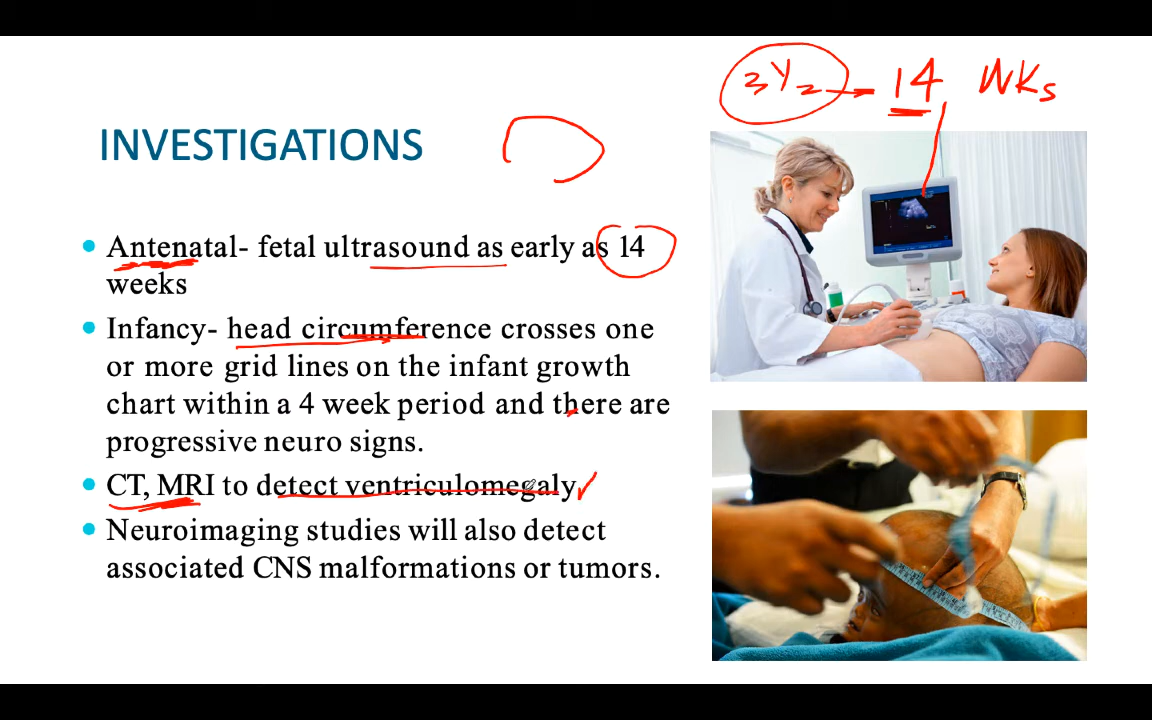 3½ - 14 WKs
INVESTIGATIONS
Antenatal- fetal ultrasound as early as 14
weeks
Infancy- head circumference crosses one
or more grid lines on the infant growth
chart within a 4 week period and there are
progressive neuro signs.
CT, MRI to detect ventriculomegaly
Neuroimaging studies will also detect
associated CNS malformations or tumors.